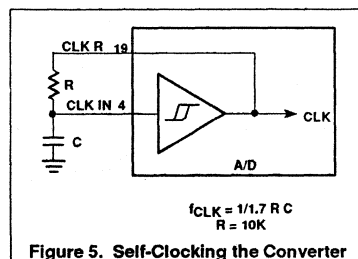 CLK R 19
R
CLK IN 4
CLK
C
A/D
fCLK = 1/1.7 R C
R = 10K
Figure 5. Self-Clocking the Converter